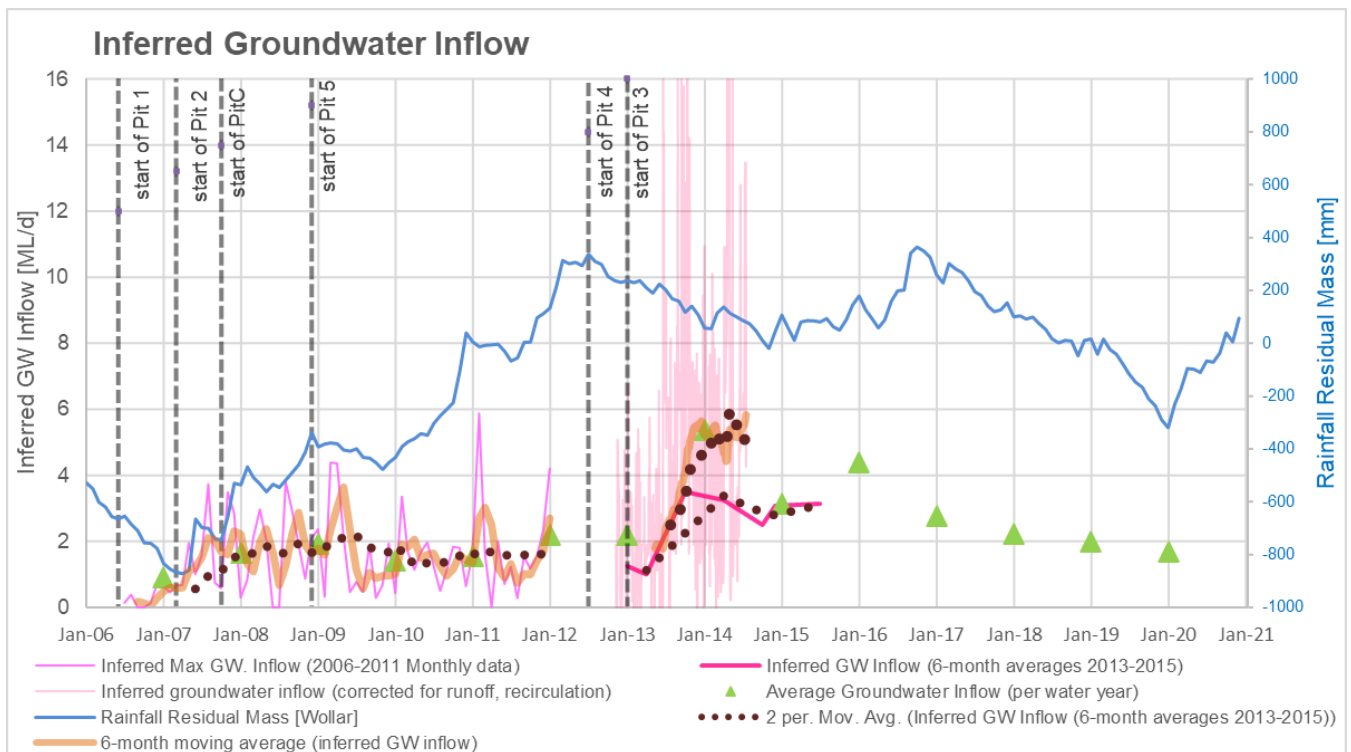 Inferred Groundwater Inflow
16
14
12
10
8
6
4
2
0
Inferred GW Inflow [ML/d]
start of Pit 1
start of Pit 2
start of PitC
start of Pit 5
start of Pit 4
start of Pit 3
1000
800
600
400
200
0
-200
-400
-600
-800
-1000
Rainfall Residual Mass [mm]
Jan-06 Jan-07 Jan-08 Jan-09 Jan-10 Jan-11 Jan-12 Jan-13 Jan-14 Jan-15 Jan-16 Jan-17 Jan-18 Jan-19 Jan-20 Jan-21
Inferred Max GW. Inflow (2006-2011 Monthly data)
Inferred GW Inflow (6-month averages 2013-2015)
Inferred groundwater inflow (corrected for runoff, recirculation)
Average Groundwater Inflow (per water year)
Rainfall Residual Mass [Wollar]
2 per. Mov. Avg. (Inferred GW Inflow (6-month averages 2013-2015))
6-month moving average (inferred GW inflow)